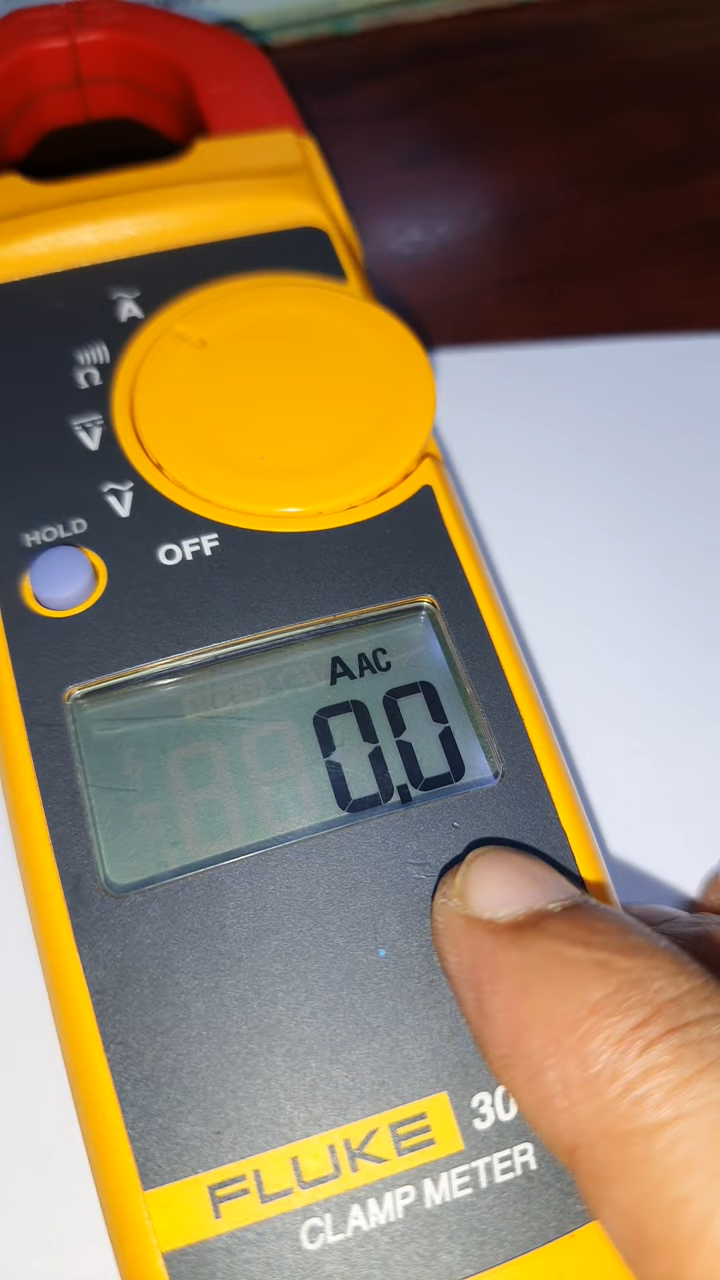 A
Ω
V
V
HOLD
OFF
AAC
0.0
FLUKE 30
CLAMP METER